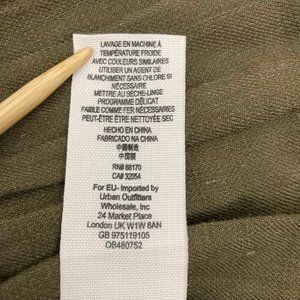 LAVAGE EN MACHINE À
TEMPÉRATURE FROIDE
AVEC COULEURS SIMILAIRES
UTILISER UN AGENT DE
BLANCHIMENT SANS CHLORE SI
NÉCESSAIRE
METTRE AU SÈCHE-LINGE
PROGRAMME DÉLICAT
FAIBLE COMME FER NÉCESSAIRES
PEUT-ÊTRE ÊTRE NETTOYÉE SEC
HECHO EN CHINA
FABRICADO NA CHINA
中國制造
中国製
RN# 66170
CA# 32054
For EU- Imported by
Urban Outfitters
Wholesale, Inc
24 Market Place
London UK W1W 8AN
GB 975119105
OB480752